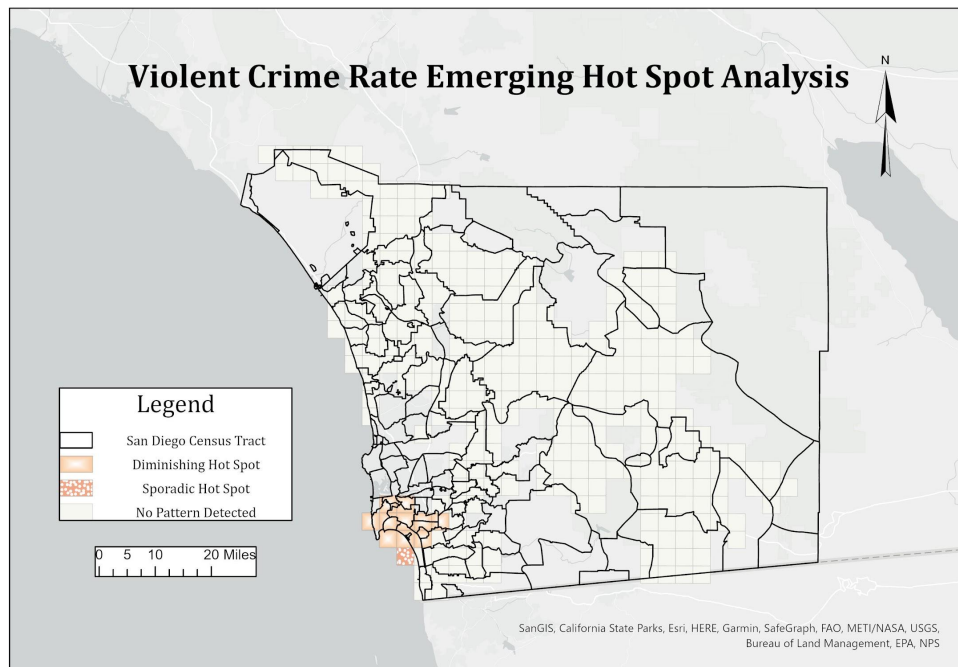 Violent Crime Rate Emerging Hot Spot Analysis
N
Legend
San Diego Census Tract
Diminishing Hot Spot
Sporadic Hot Spot
No Pattern Detected
0 5 10 20 Miles
SanGIS, California State Parks, Esri, HERE, Garmin, SafeGraph, FAO, METI/NASA, USGS,
Bureau of Land Management, EPA, NPS